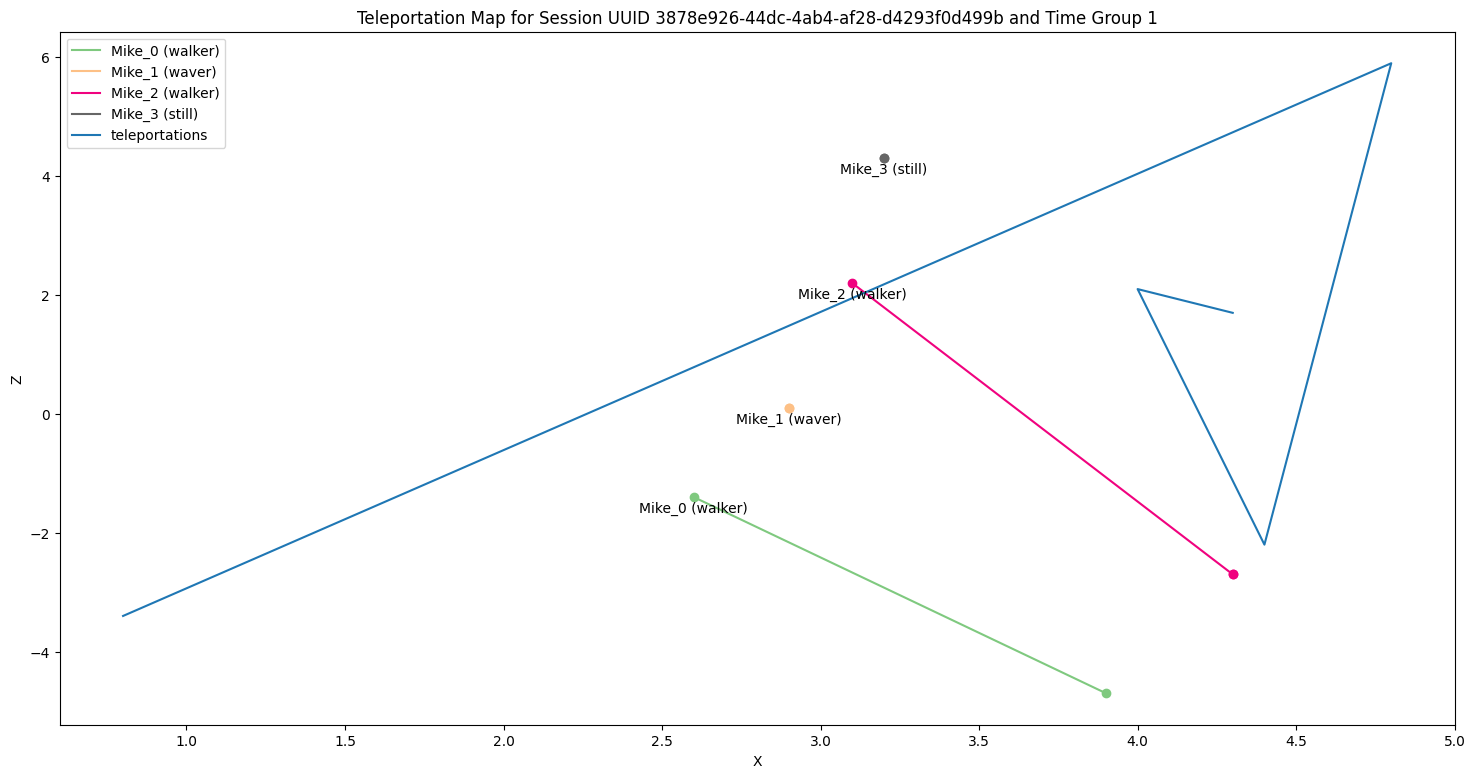 Teleportation Map for Session UUID 3878e926-44dc-4ab4-af28-d4293f0d499b and Time Group 1
Mike_0 (walker)
Mike_1 (waver)
Mike_2 (walker)
Mike_3 (still)
teleportations
6
4
2
0
−2
−4
Z
Mike_3 (still)
Mike_2 (walker)
Mike_1 (waver)
Mike_0 (walker)
1.0 1.5 2.0 2.5 3.0 3.5 4.0 4.5 5.0
X